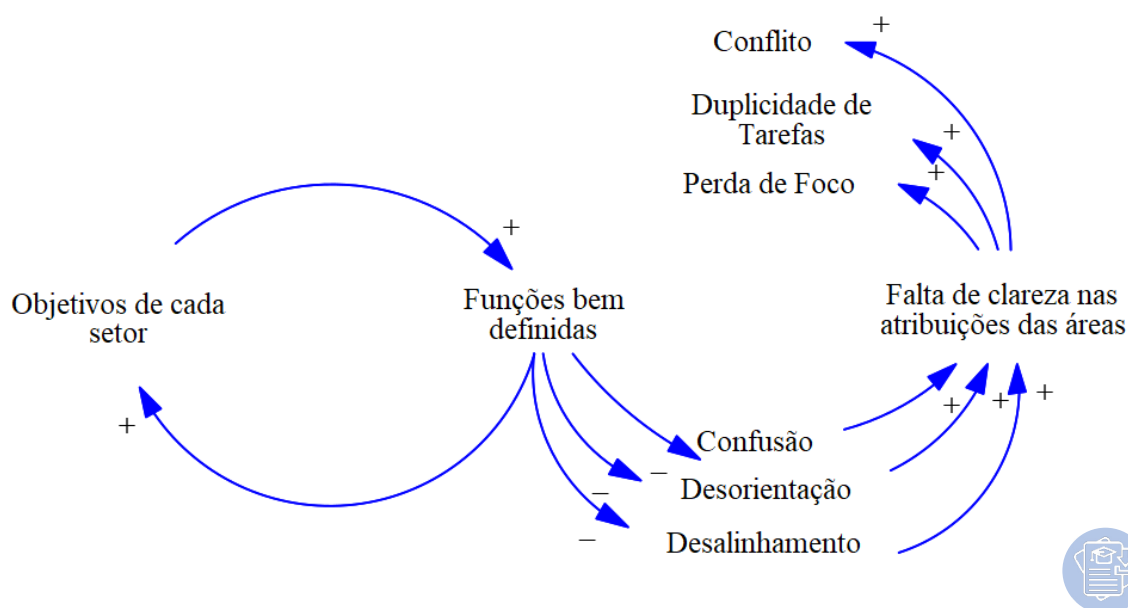 +
Conflito
Duplicidade de
Tarefas
+
+
Perda de Foco
+
Objetivos de cada
setor
Funções bem
definidas
Falta de clareza nas
atribuições das áreas
+
+
+
+
Confusão
−
Desorientação
−
−
Desalinhamento